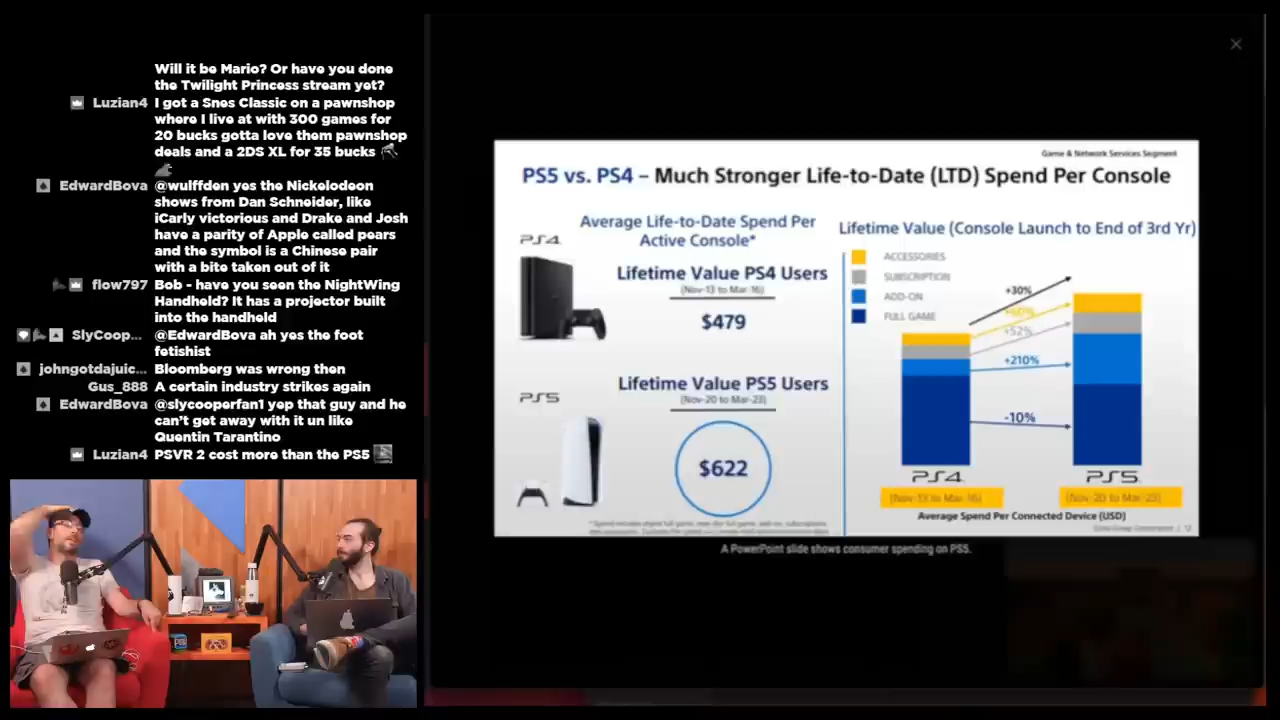 Will it be Mario? Or have you done
the Twilight Princess stream yet?
Luzian4 I got a Snes Classic on a pawnshop
where I live at with 300 games for
20 bucks gotta love them pawnshop
deals and a 2DS XL for 35 bucks
EdwardBova @wulffden yes the Nickelodeon
shows from Dan Schneider, like
iCarly victorious and Drake and Josh
have a parity of Apple called pears
and the symbol is a Chinese pair
with a bite taken out of it
flow797 Bob - have you seen the NightWing
Handheld? It has a projector built
into the handheld
SlyCoop... @EdwardBova ah yes the foot
fetishist
johngotdajuic... Bloomberg was wrong then
Gus_888 A certain industry strikes again
EdwardBova @slycooperfan1 yep that guy and he
can't get away with it un like
Quentin Tarantino
Luzian4 PSVR 2 cost more than the PS5
Game & Network Services Segment
PS5 vs. PS4 – Much Stronger Life-to-Date (LTD) Spend Per Console
Average Life-to-Date Spend Per
Active Console*
PS4
Lifetime Value PS4 Users
(Nov-13 to Mar-16)
$479
PS5
Lifetime Value PS5 Users
(Nov-20 to Mar-23)
$622
Lifetime Value (Console Launch to End of 3rd Yr)
ACCESSORIES
SUBSCRIPTION
ADD-ON
FULL GAME
+30%
+52%
+210%
-10%
PS4
PS5
(Nov-13 to Mar-16)
(Nov-20 to Mar-23)
Average Spend Per Connected Device (USD)
A PowerPoint slide shows consumer spending on PS5.